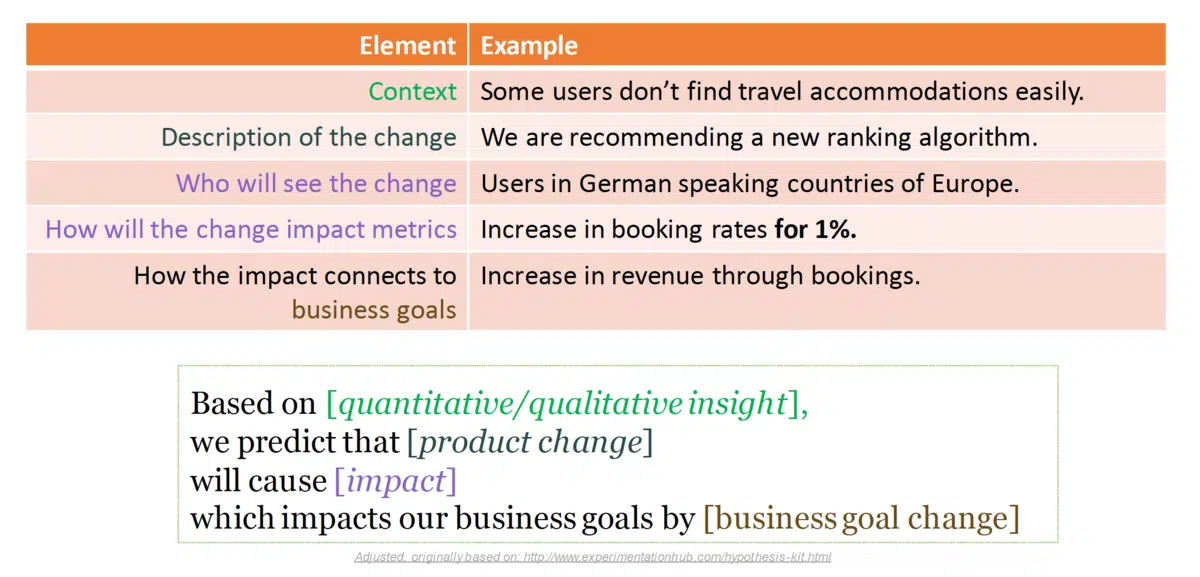 Element Example
Context Some users don’t find travel accommodations easily.
Description of the change We are recommending a new ranking algorithm.
Who will see the change Users in German speaking countries of Europe.
How will the change impact metrics Increase in booking rates for 1%.
How the impact connects to Increase in revenue through bookings.
business goals
Based on [quantitative/qualitative insight],
we predict that [product change]
will cause [impact]
which impacts our business goals by [business goal change]
Adjusted, originally based on: http://www.experimentationhub.com/hypothesis-kit.html